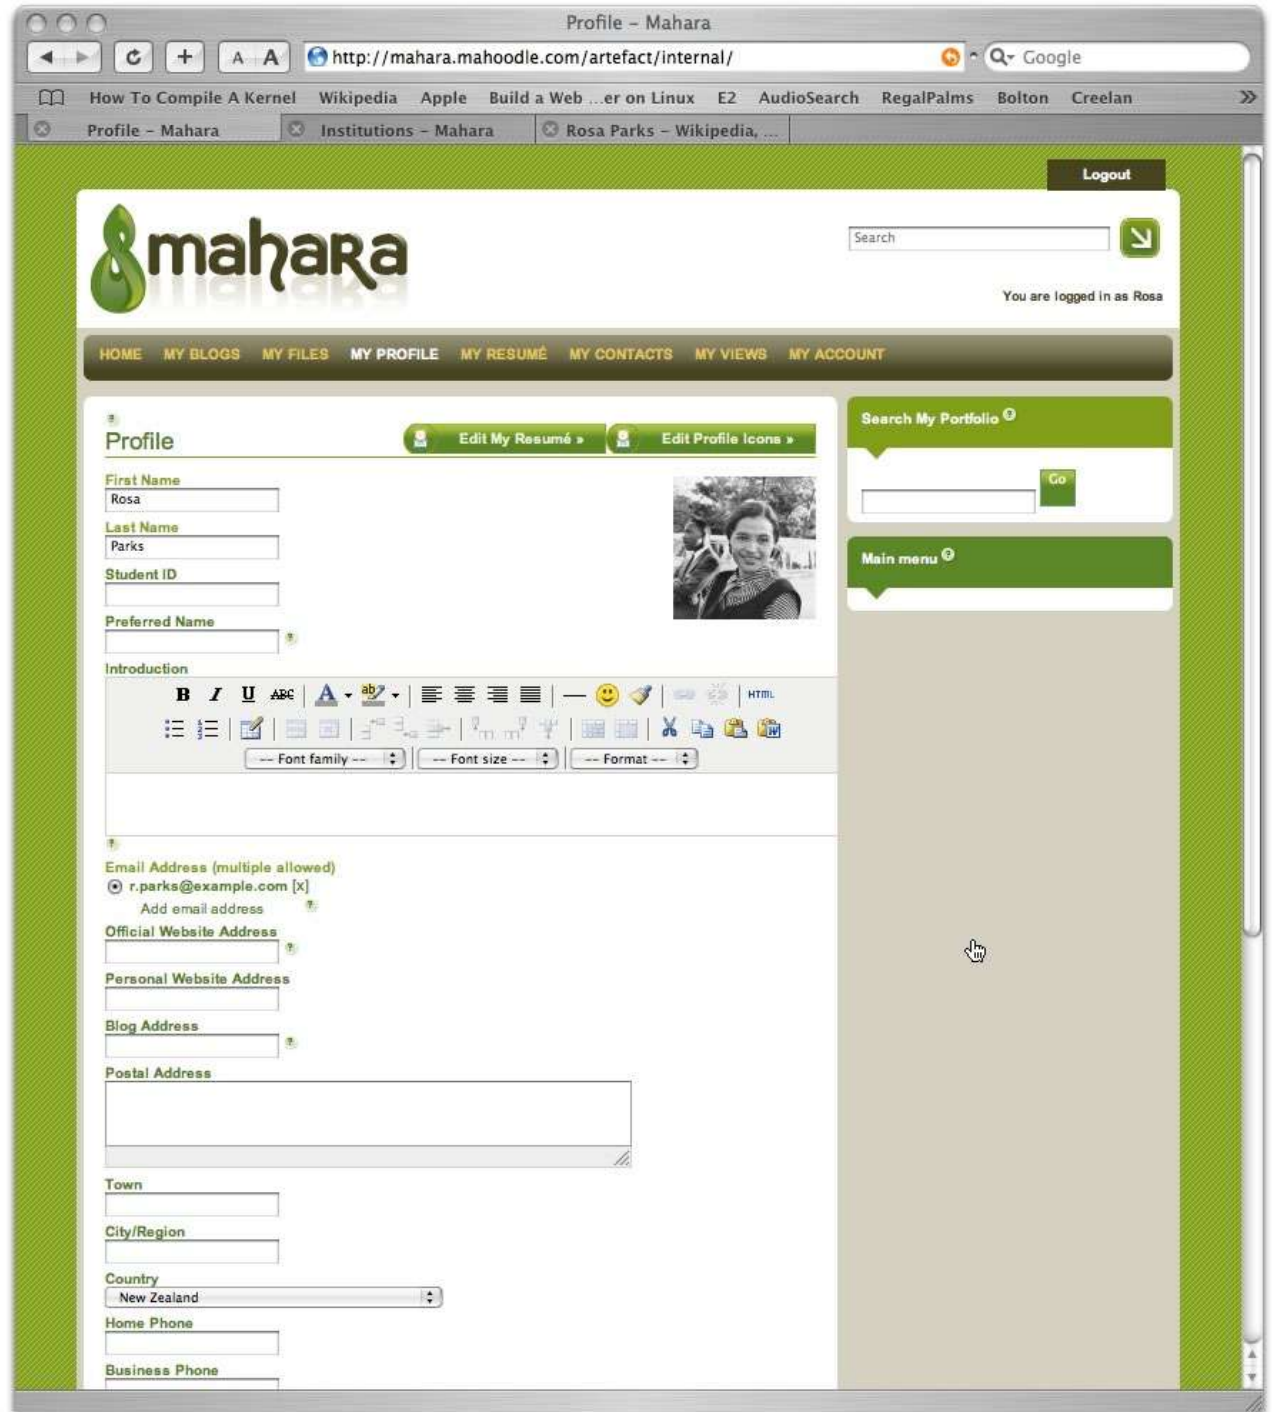 Profile – Mahara
A A http://mahara.mahoodle.com/artefact/internal/ Google
How To Compile A Kernel Wikipedia Apple Build a Web ...er on Linux E2 AudioSearch RegalPalms Bolton Creelan
Profile – Mahara Institutions – Mahara Rosa Parks – Wikipedia, ...
Logout
mahara
Search
You are logged in as Rosa
HOME MY BLOGS MY FILES MY PROFILE MY RESUMÉ MY CONTACTS MY VIEWS MY ACCOUNT
Profile Edit My Resumé » Edit Profile Icons »
Search My Portfolio ?
Go
Main menu ?
First Name
Rosa
Last Name
Parks
Student ID
Preferred Name
Introduction
B I U ABC A ab HTML
-- Font family -- -- Font size -- -- Format --
Email Address (multiple allowed)
r.parks@example.com [x]
Add email address
Official Website Address
Personal Website Address
Blog Address
Postal Address
Town
City/Region
Country
New Zealand
Home Phone
Business Phone